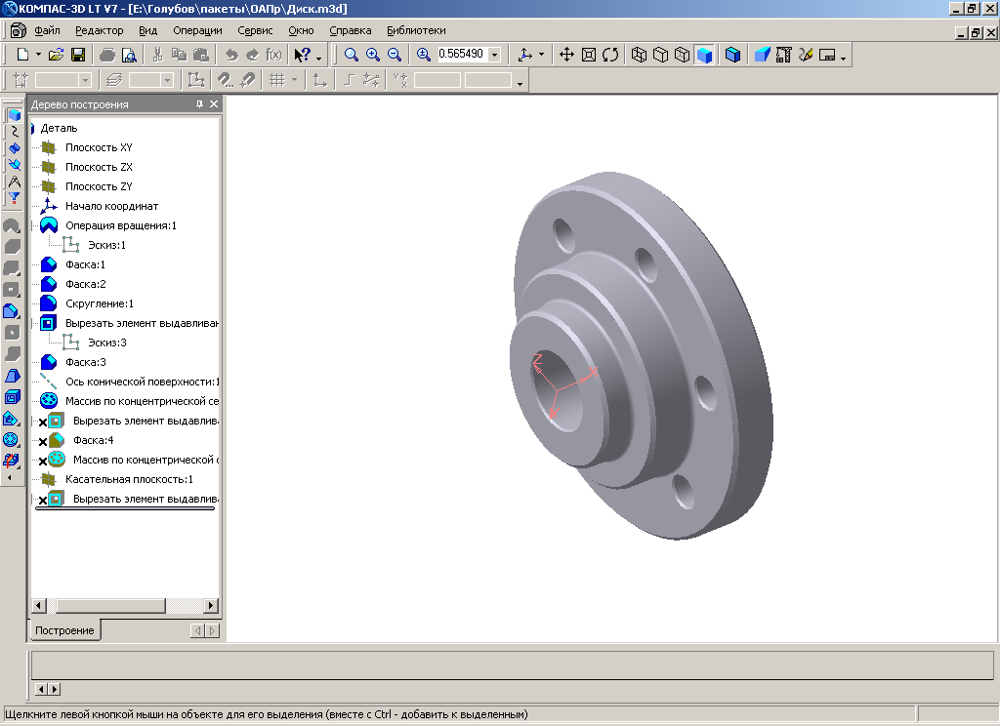 КОМПАС-3D LT V7 - [E:\Голубов\пакеты\ОАПр\Диск.m3d]
Файл Редактор Вид Операции Сервис Окно Справка Библиотеки
f(x) ? 0.565490
Дерево построения
Деталь
Плоскость XY
Плоскость ZX
Плоскость ZY
Начало координат
Операция вращения:1
Эскиз:1
Фаска:1
Фаска:2
Скругление:1
Вырезать элемент выдавливан
Эскиз:3
Фаска:3
Ось конической поверхности:1
Массив по концентрической се
Вырезать элемент выдавлива
Фаска:4
Массив по концентрической с
Касательная плоскость:1
Вырезать элемент выдавлива
Z
Y
X
Построение
Щелкните левой кнопкой мыши на объекте для его выделения (вместе с Ctrl - добавить к выделенным)